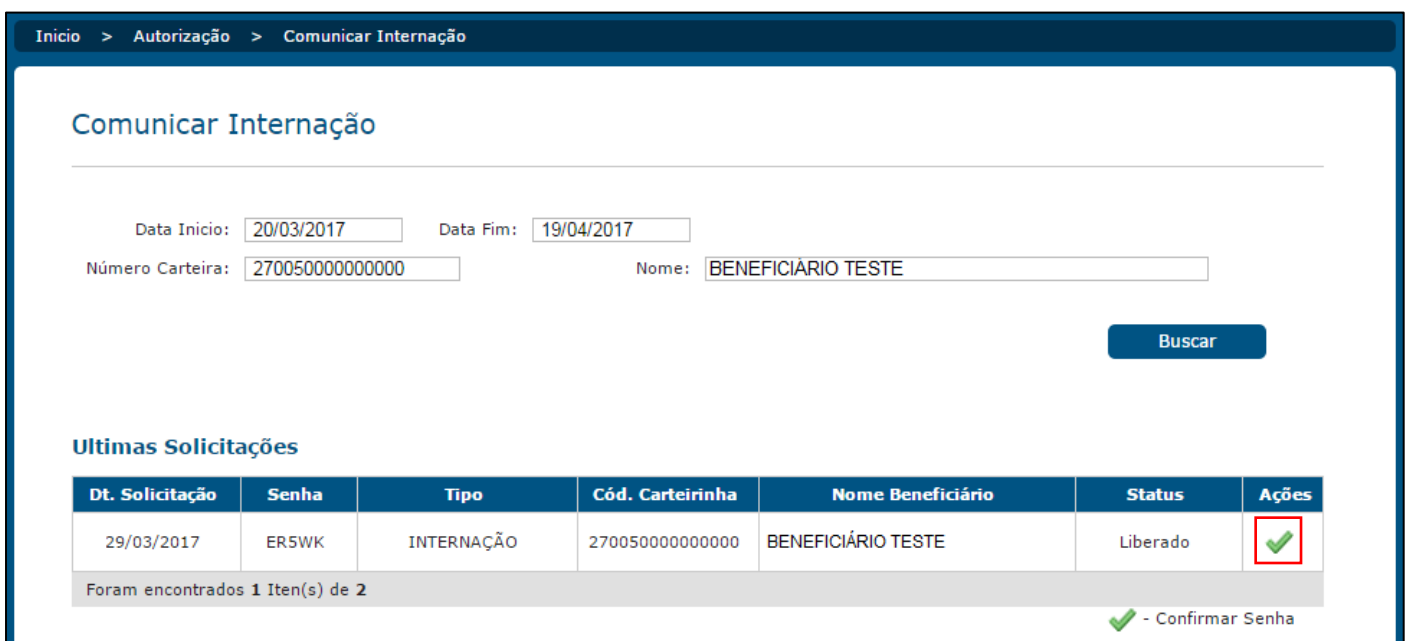 Inicio > Autorização > Comunicar Internação
Comunicar Internação
Data Inicio: 20/03/2017 Data Fim: 19/04/2017
Número Carteira: 270050000000000 Nome: BENEFICIÁRIO TESTE
Buscar
Ultimas Solicitações
Dt. Solicitação Senha Tipo Cód. Carteirinha Nome Beneficiário Status Ações
29/03/2017 ER5WK INTERNAÇÃO 270050000000000 BENEFICIÁRIO TESTE Liberado
Foram encontrados 1 Iten(s) de 2
- Confirmar Senha